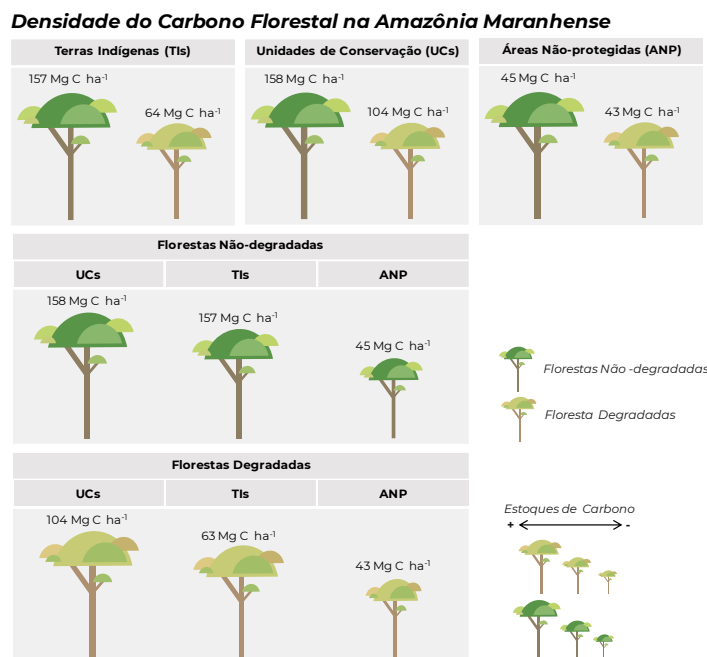 Densidade do Carbono Florestal na Amazônia Maranhense
Terras Indígenas (TIs)
Unidades de Conservação (UCs)
Áreas Não-protegidas (ANP)
157 Mg C ha⁻¹
64 Mg C ha⁻¹
158 Mg C ha⁻¹
104 Mg C ha⁻¹
45 Mg C ha⁻¹
43 Mg C ha⁻¹
Florestas Não-degradadas
UCs
TIs
ANP
158 Mg C ha⁻¹
157 Mg C ha⁻¹
45 Mg C ha⁻¹
Florestas Não -degradadas
Floresta Degradadas
Florestas Degradadas
UCs
TIs
ANP
104 Mg C ha⁻¹
63 Mg C ha⁻¹
43 Mg C ha⁻¹
Estoques de Carbono
+ -